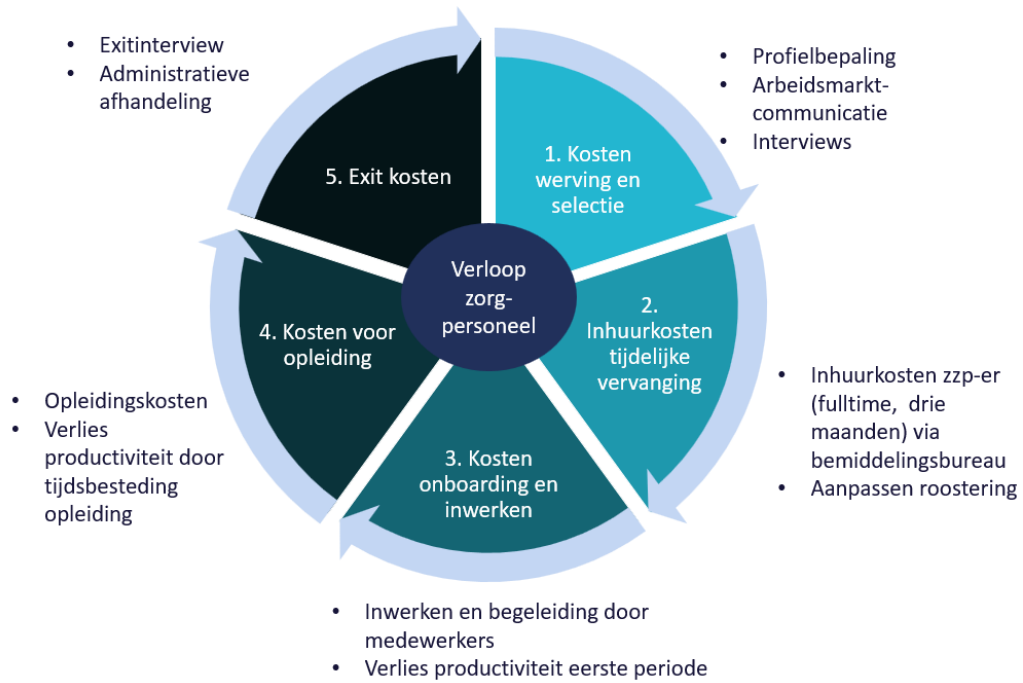 • Exitinterview
• Administratieve
afhandeling
• Profielbepaling
• Arbeidsmarkt-
communicatie
• Interviews
5. Exit kosten
1. Kosten
werving en
selectie
Verloop
zorg-
personeel
4. Kosten voor
opleiding
2.
Inhuurkosten
tijdelijke
vervanging
3. Kosten
onboarding en
inwerken
• Opleidingskosten
• Verlies
productiviteit door
tijdsbesteding
opleiding
• Inhuurkosten zzp-er
(fulltime, drie
maanden) via
bemiddelingsbureau
• Aanpassen roostering
• Inwerken en begeleiding door
medewerkers
• Verlies productiviteit eerste periode